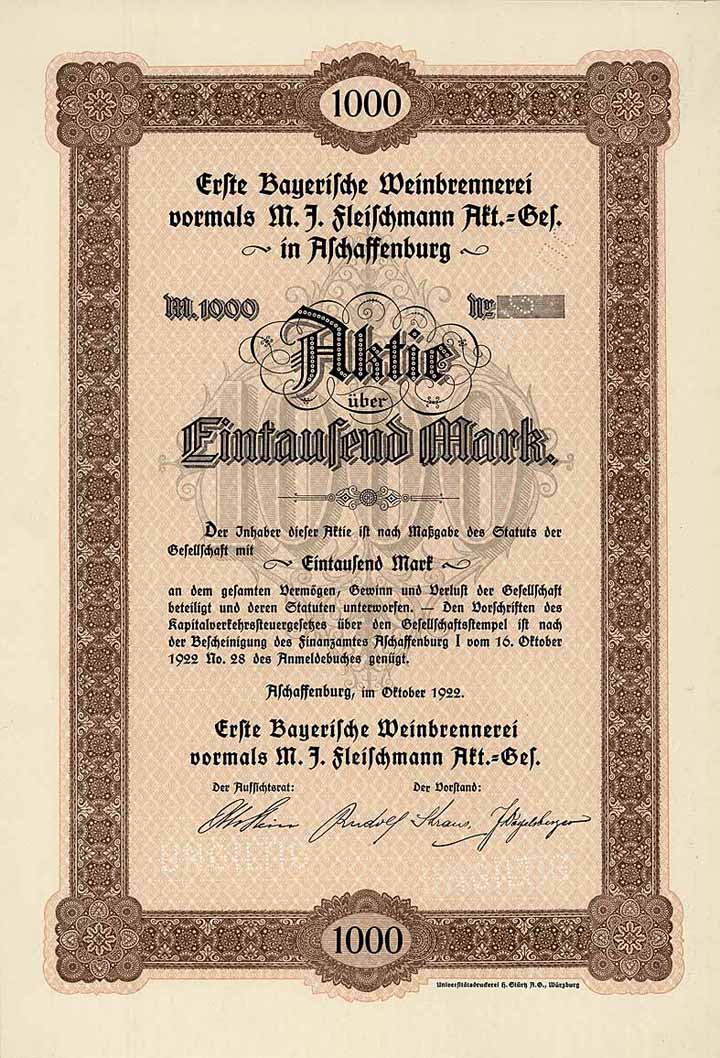 1000
Erste Bayerische Weinbrennerei
vormals M. J. Fleischmann Akt.=Ges.
in Aschaffenburg
M. 1000 Nr.
Aktie
über
Eintausend Mark.
1000
Der Inhaber dieser Aktie ist nach Maßgabe des Statuts der
Gesellschaft mit
Eintausend Mark
an dem gesamten Vermögen, Gewinn und Verlust der Gesellschaft
beteiligt und deren Statuten unterworfen. — Den Vorschriften des
Kapitalverkehrssteuergesetzes über den Gesellschaftsstempel ist nach
der Bescheinigung des Finanzamtes Aschaffenburg I vom 16. Oktober
1922 No. 28 des Anmeldebuches genügt.
Aschaffenburg, im Oktober 1922.
Erste Bayerische Weinbrennerei
vormals M. J. Fleischmann Akt.=Ges.
Der Aufsichtsrat: Der Vorstand:
Rudolf
UNGÜLTIG UNGÜLTIG
1000
Universitätsdruckerei H. Stürtz A. G., Würzburg